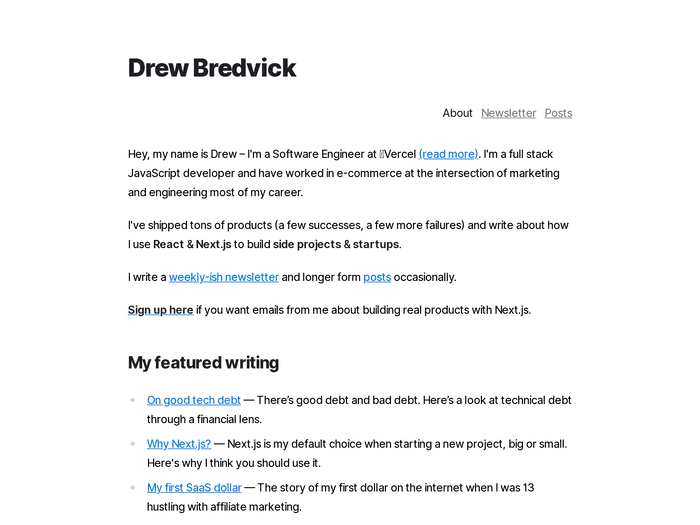 Drew Bredvick
About Newsletter Posts
Hey, my name is Drew – I'm a Software Engineer at Vercel (read more). I'm a full stack
JavaScript developer and have worked in e-commerce at the intersection of marketing
and engineering most of my career.
I've shipped tons of products (a few successes, a few more failures) and write about how
I use React & Next.js to build side projects & startups.
I write a weekly-ish newsletter and longer form posts occasionally.
Sign up here if you want emails from me about building real products with Next.js.
My featured writing
On good tech debt — There’s good debt and bad debt. Here’s a look at technical debt
through a financial lens.
Why Next.js? — Next.js is my default choice when starting a new project, big or small.
Here's why I think you should use it.
My first SaaS dollar — The story of my first dollar on the internet when I was 13
hustling with affiliate marketing.